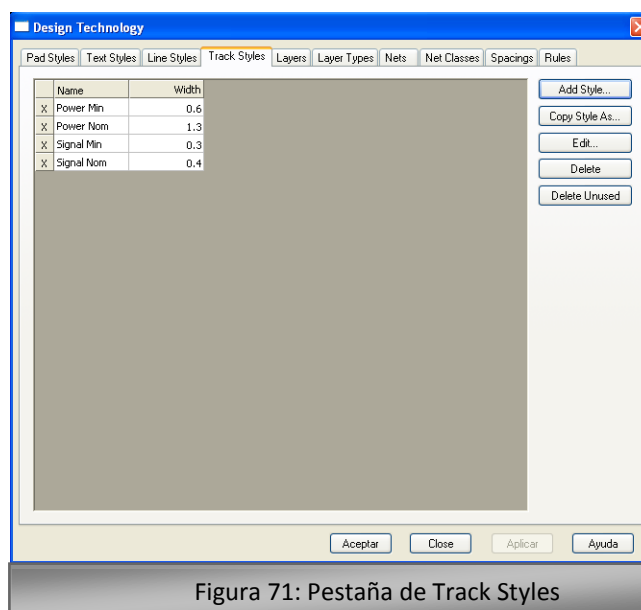 Design Technology
Pad Styles Text Styles Line Styles Track Styles Layers Layer Types Nets Net Classes Spacings Rules
Name Width
X Power Min 0.6
X Power Nom 1.3
X Signal Min 0.3
X Signal Nom 0.4
Add Style...
Copy Style As...
Edit...
Delete
Delete Unused
Aceptar Close Aplicar Ayuda
Figura 71: Pestaña de Track Styles